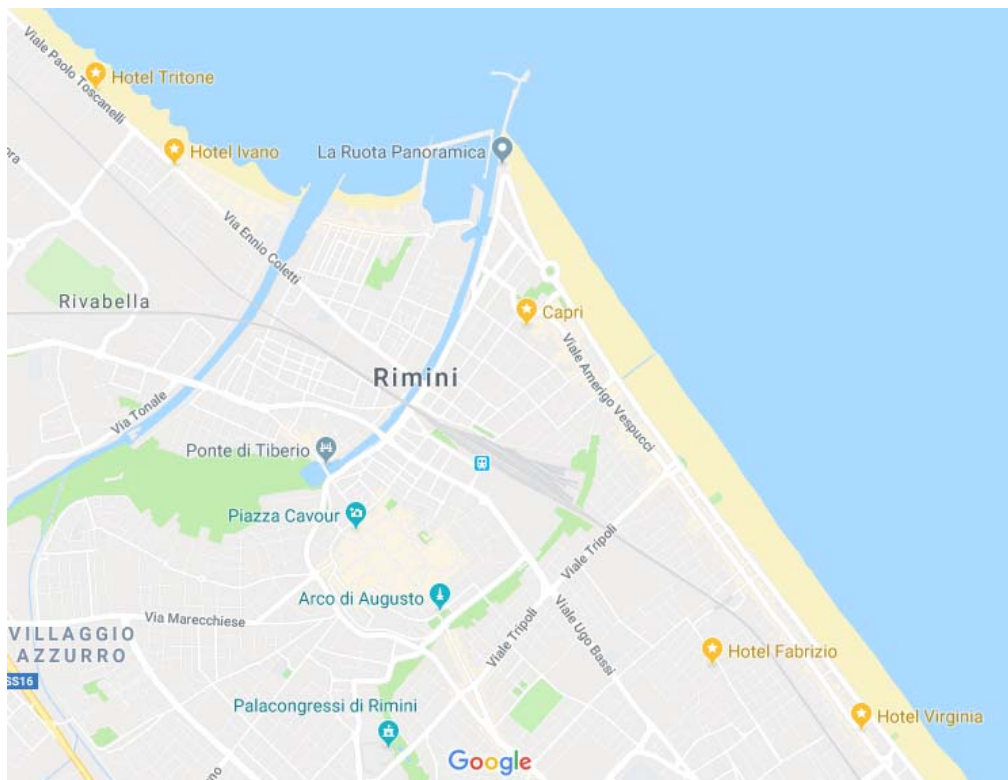 Viale Paolo Toscanelli
Hotel Tritone
ora
Hotel Ivano
La Ruota Panoramica
Via Ennio Coletti
Rivabella
Capri
Rimini
Viale Amerigo Vespucci
Via Tonale
Ponte di Tiberio
Piazza Cavour
Viale Tripoli
Arco di Augusto
Via Marecchiese
Viale Tripoli
Viale Ugo Bassi
VILLAGGIO
AZZURRO
Hotel Fabrizio
SS16
Palacongressi di Rimini
Hotel Virginia
Google